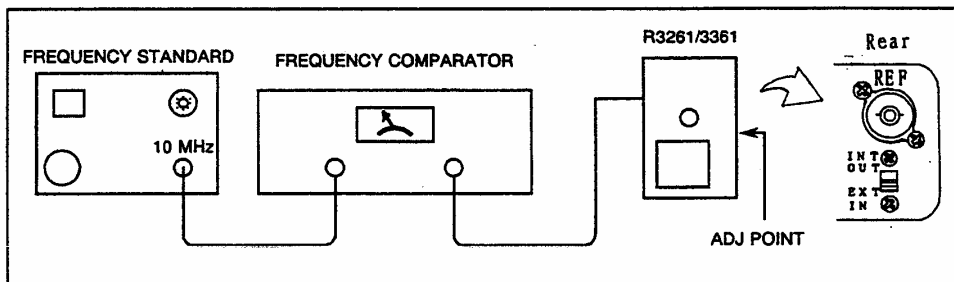 FREQUENCY STANDARD
10 MHz
FREQUENCY COMPARATOR
R3261/3361
ADJ POINT
Rear
REF
INT
OUT
EXT
IN